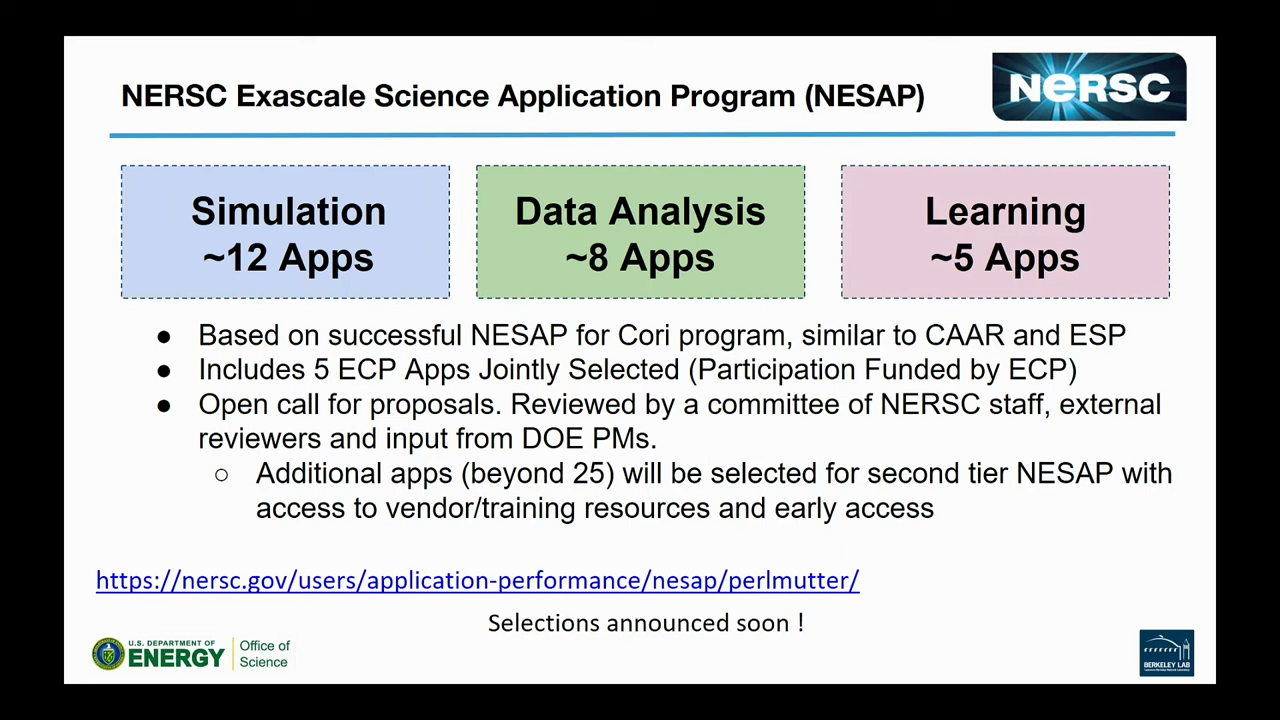 NERSC Exascale Science Application Program (NESAP)
NERSC
Simulation
~12 Apps
Data Analysis
~8 Apps
Learning
~5 Apps
● Based on successful NESAP for Cori program, similar to CAAR and ESP
● Includes 5 ECP Apps Jointly Selected (Participation Funded by ECP)
● Open call for proposals. Reviewed by a committee of NERSC staff, external
reviewers and input from DOE PMs.
○ Additional apps (beyond 25) will be selected for second tier NESAP with
access to vendor/training resources and early access
https://nersc.gov/users/application-performance/nesap/perlmutter/
Selections announced soon !
U.S. DEPARTMENT OF
ENERGY
Office of
Science
BERKELEY LAB